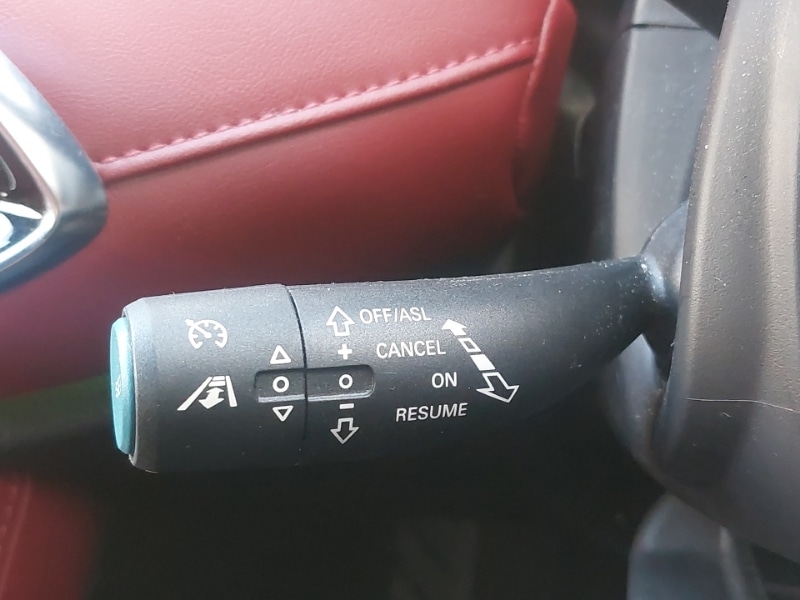 OFF/ASL
+
CANCEL
ON
−
RESUME